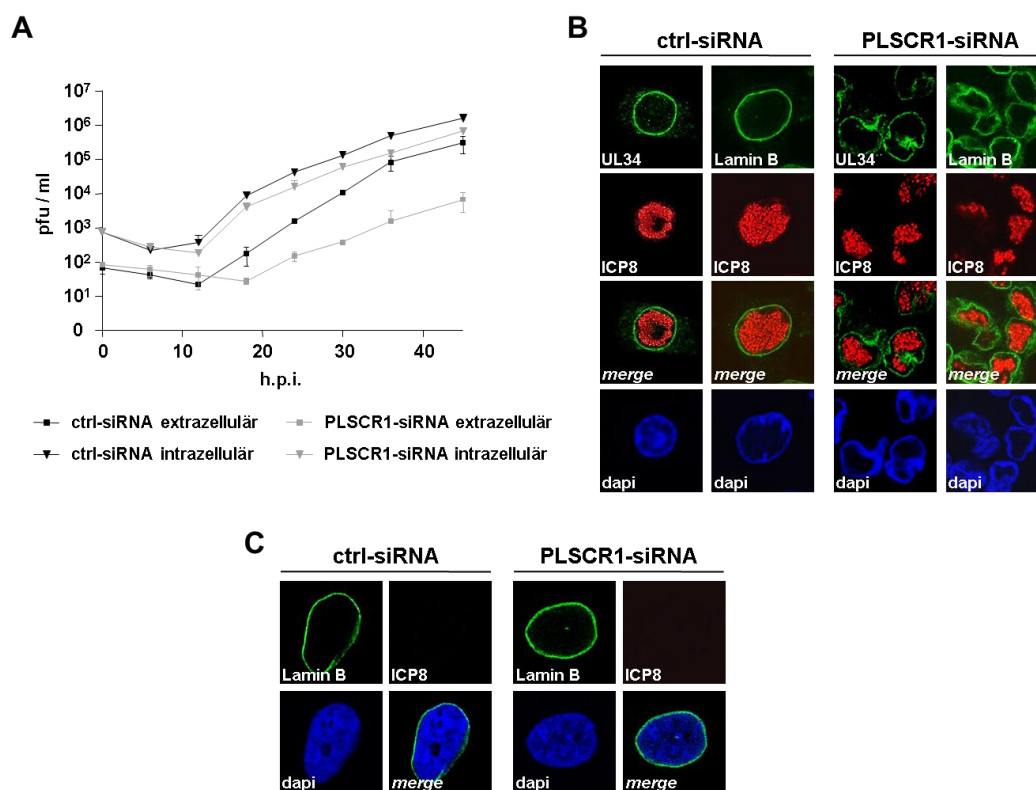 A
10⁷
10⁶
10⁵
10⁴
10³
10²
10¹
0
pfu / ml
0 10 20 30 40
h.p.i.
ctrl-siRNA extrazellulär
PLSCR1-siRNA extrazellulär
ctrl-siRNA intrazellulär
PLSCR1-siRNA intrazellulär
B
ctrl-siRNA PLSCR1-siRNA
UL34 Lamin B UL34 Lamin B
ICP8 ICP8 ICP8 ICP8
merge merge merge merge
dapi dapi dapi dapi
C
ctrl-siRNA PLSCR1-siRNA
Lamin B ICP8 Lamin B ICP8
dapi merge dapi merge